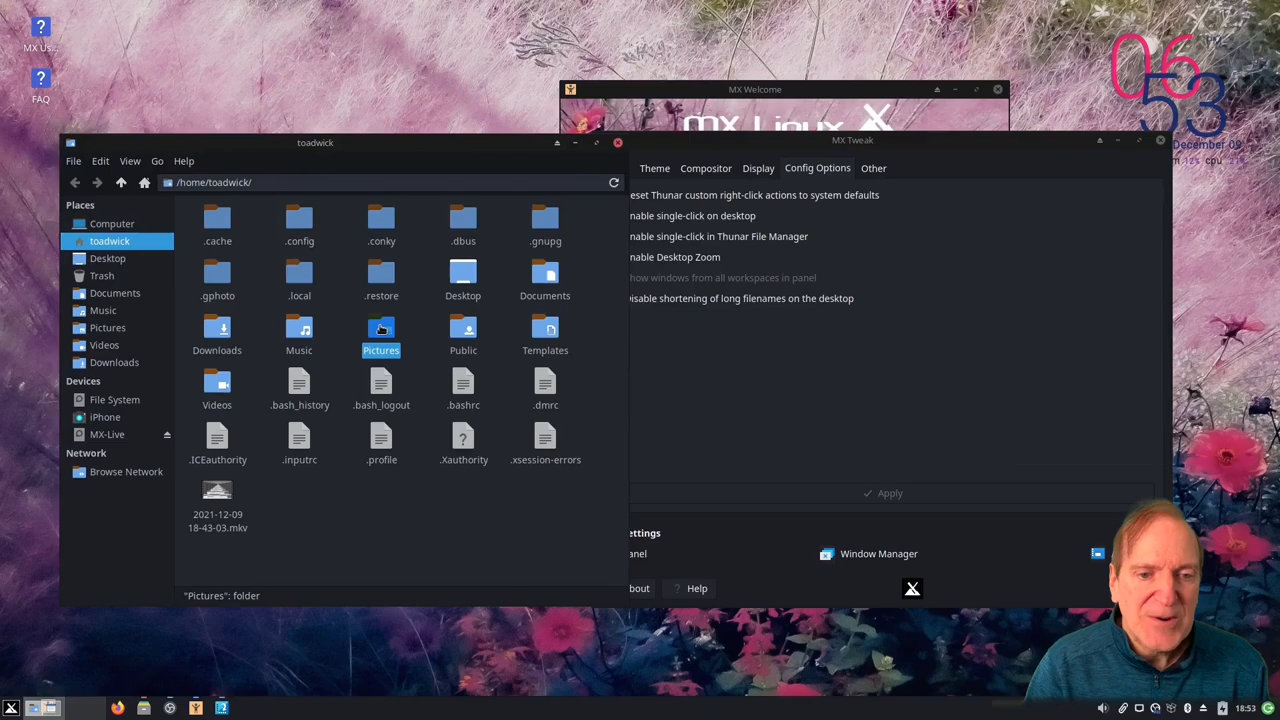 MX Us...
FAQ
06
53
December 09
12% cpu
MX Welcome
mx Linux
toadwick
File Edit View Go Help
/home/toadwick/
Places
Computer
toadwick
Desktop
Trash
Documents
Music
Pictures
Videos
Downloads
Devices
File System
iPhone
MX-Live
Network
Browse Network
.cache .config .conky .dbus .gnupg
.gphoto .local .restore Desktop Documents
Downloads Music Pictures Public Templates
Videos .bash_history .bash_logout .bashrc .dmrc
.ICEauthority .inputrc .profile .Xauthority .xsession-errors
2021-12-09
18-43-03.mkv
"Pictures": folder
MX Tweak
Theme Compositor Display Config Options Other
eset Thunar custom right-click actions to system defaults
nable single-click on desktop
nable single-click in Thunar File Manager
nable Desktop Zoom
how windows from all workspaces in panel
isable shortening of long filenames on the desktop
Apply
ettings
anel Window Manager
bout Help
18:53